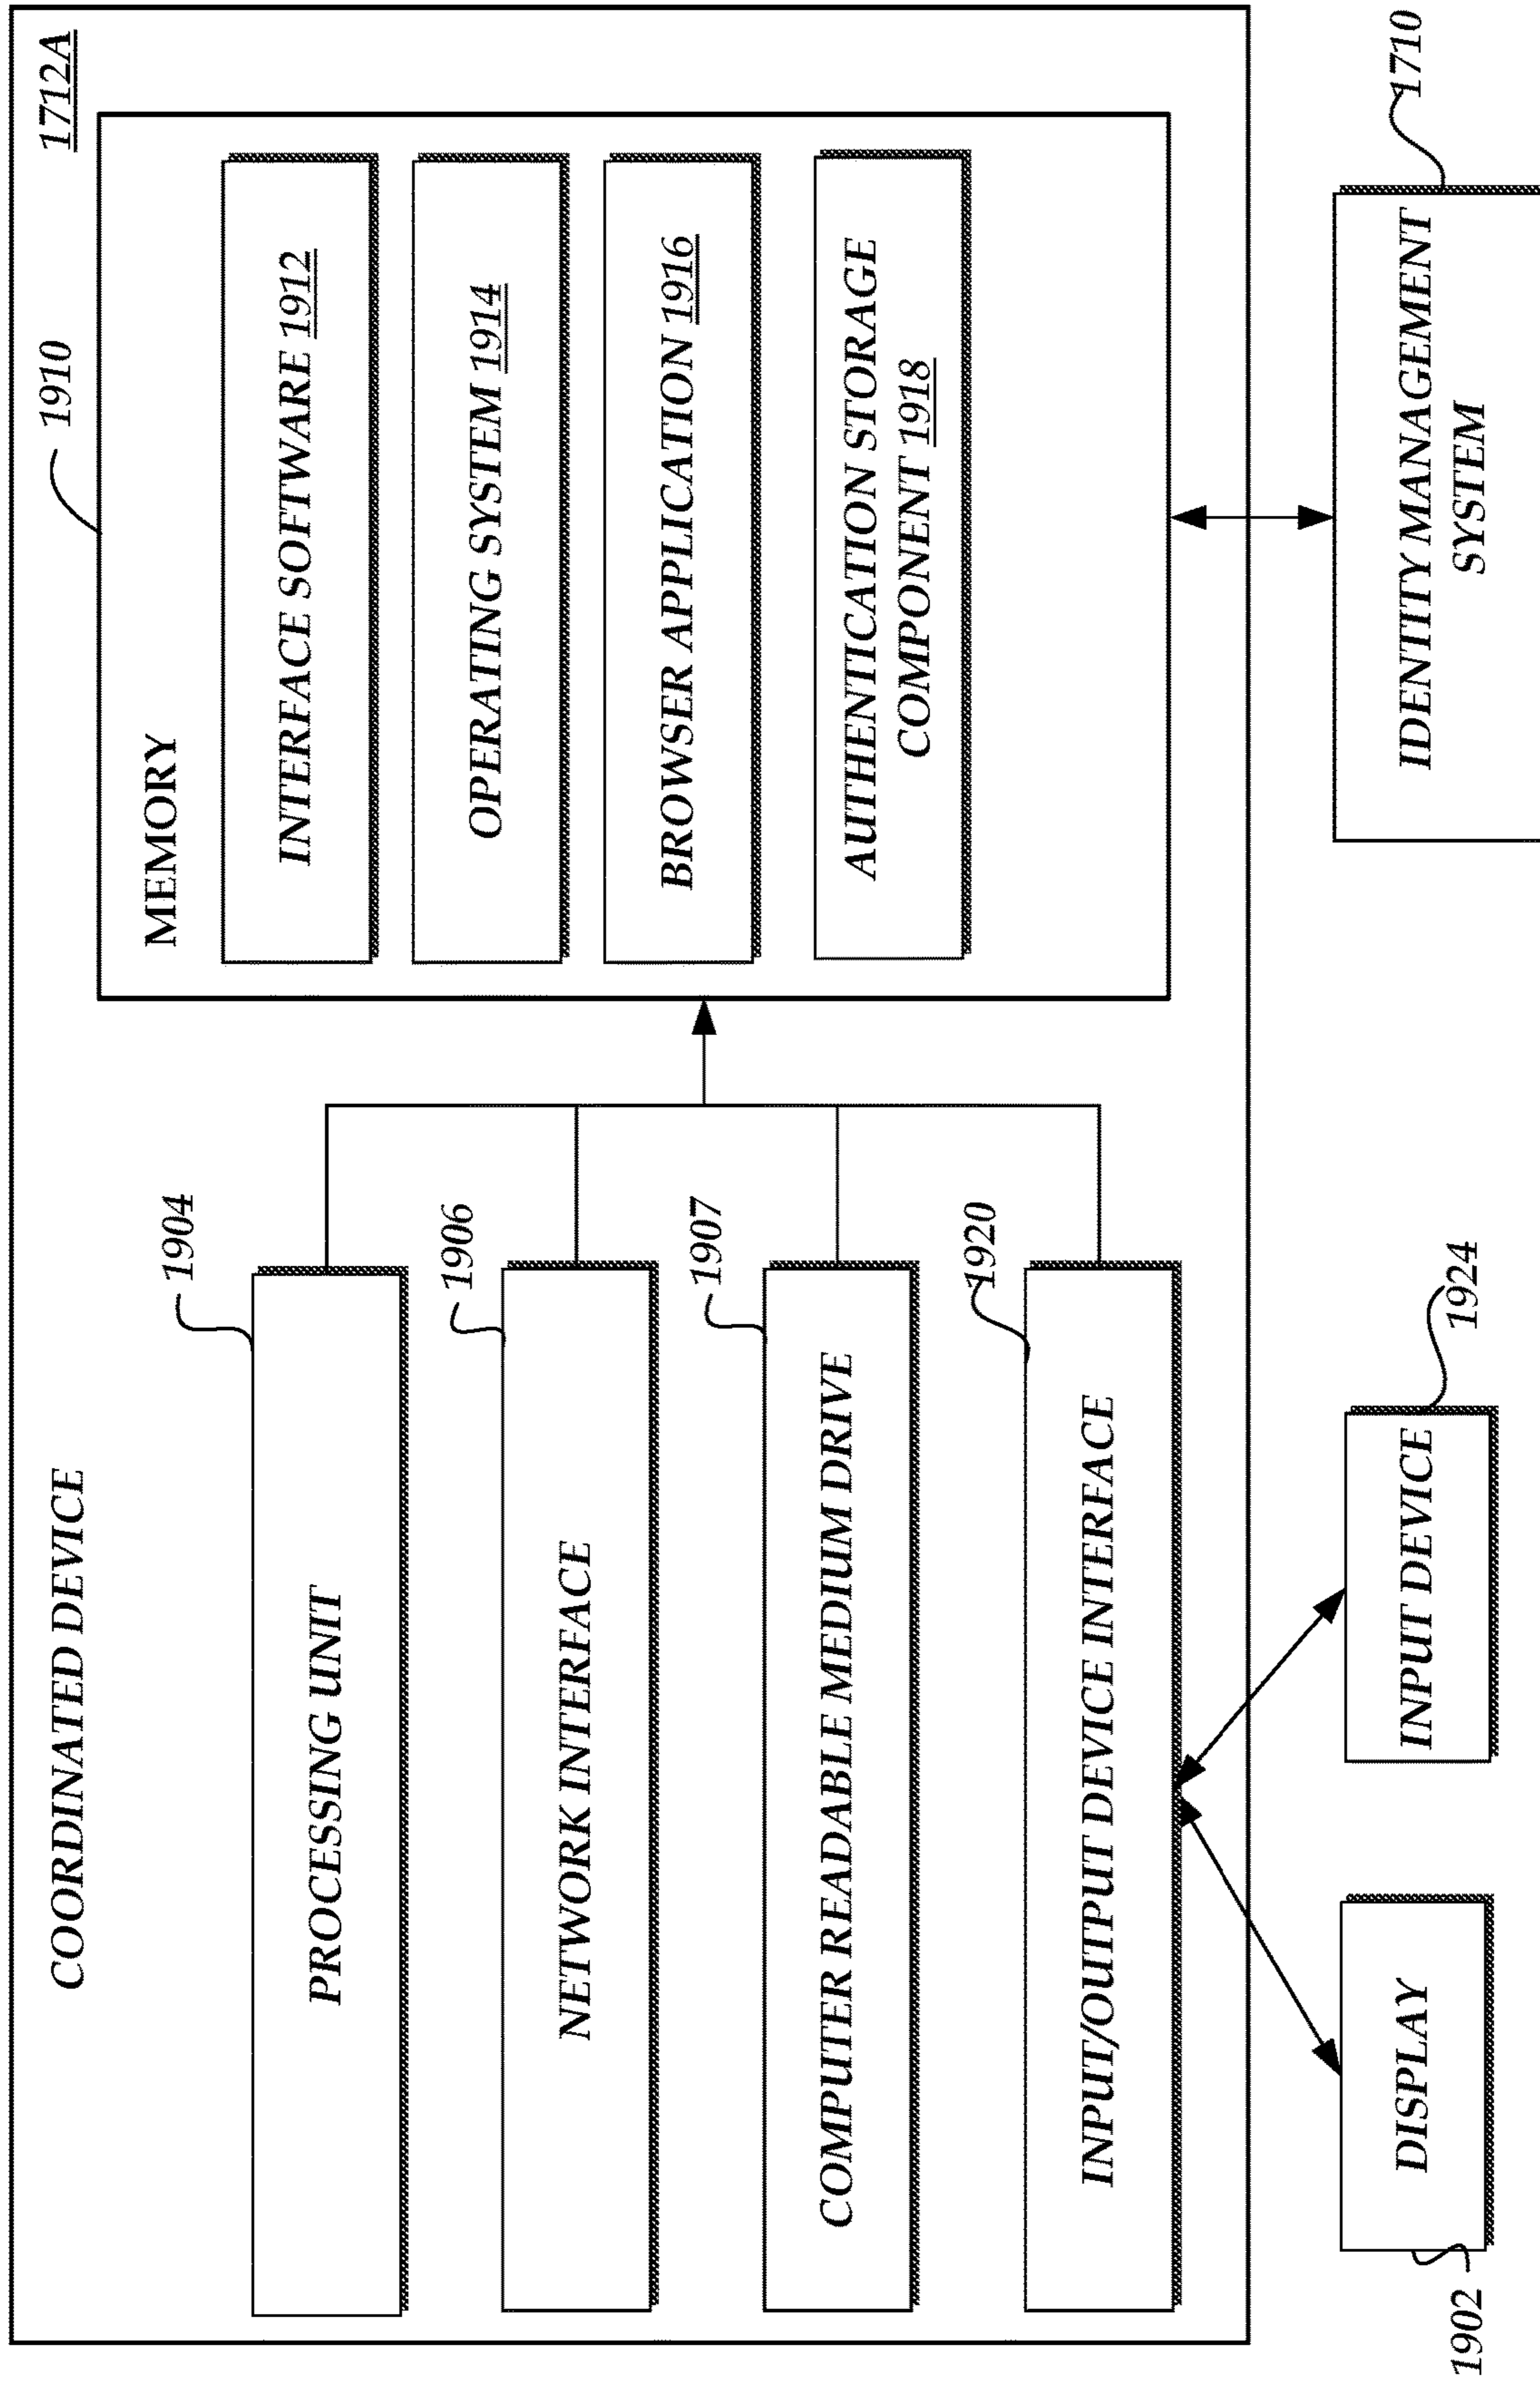 COORDINATED DEVICE
1712A
1910
MEMORY
1904
PROCESSING UNIT
INTERFACE SOFTWARE 1912
1906
NETWORK INTERFACE
OPERATING SYSTEM 1914
1907
COMPUTER READABLE MEDIUM DRIVE
BROWSER APPLICATION 1916
1920
INPUT/OUTPUT DEVICE INTERFACE
AUTHENTICATION STORAGE
COMPONENT 1918
1902
DISPLAY
INPUT DEVICE
1924
IDENTITY MANAGEMENT
SYSTEM
1710